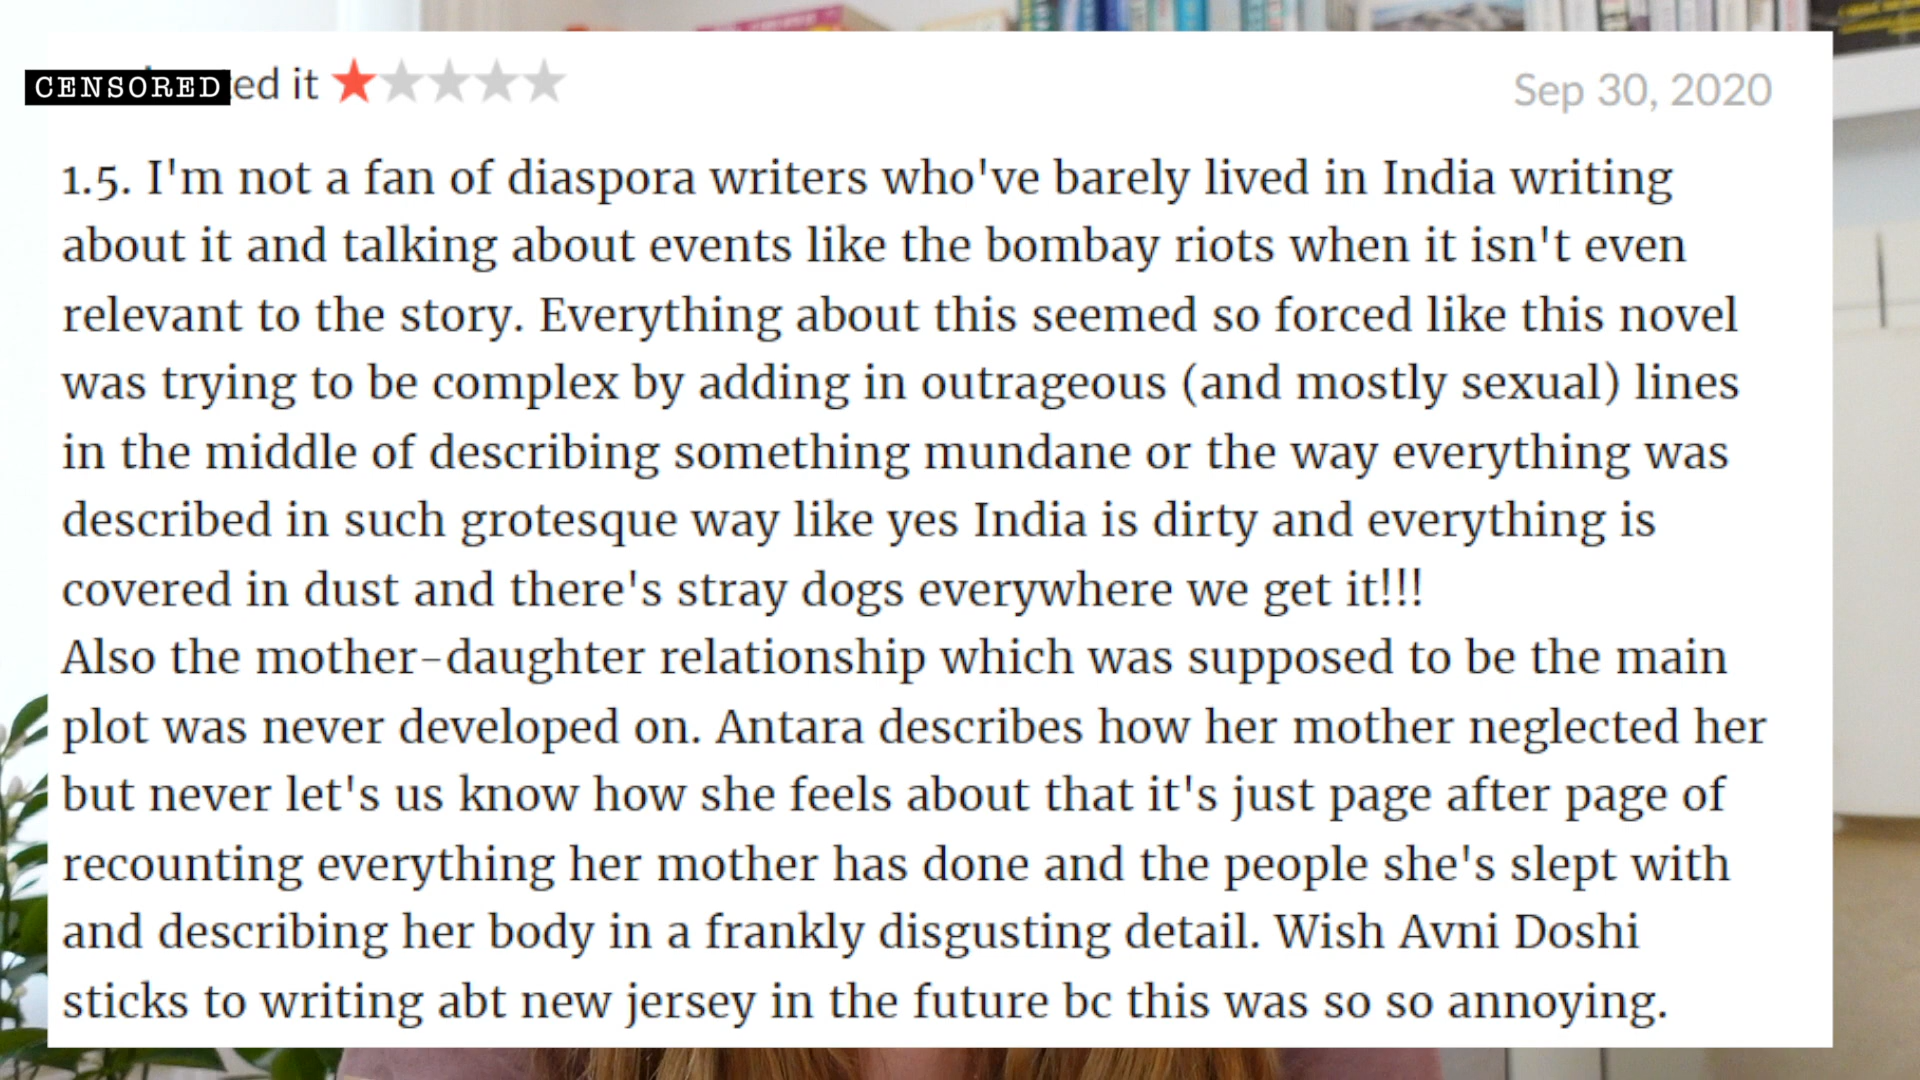 CENSORED ed it
Sep 30, 2020
1.5. I'm not a fan of diaspora writers who've barely lived in India writing
about it and talking about events like the bombay riots when it isn't even
relevant to the story. Everything about this seemed so forced like this novel
was trying to be complex by adding in outrageous (and mostly sexual) lines
in the middle of describing something mundane or the way everything was
described in such grotesque way like yes India is dirty and everything is
covered in dust and there's stray dogs everywhere we get it!!!
Also the mother-daughter relationship which was supposed to be the main
plot was never developed on. Antara describes how her mother neglected her
but never let's us know how she feels about that it's just page after page of
recounting everything her mother has done and the people she's slept with
and describing her body in a frankly disgusting detail. Wish Avni Doshi
sticks to writing abt new jersey in the future bc this was so so annoying.